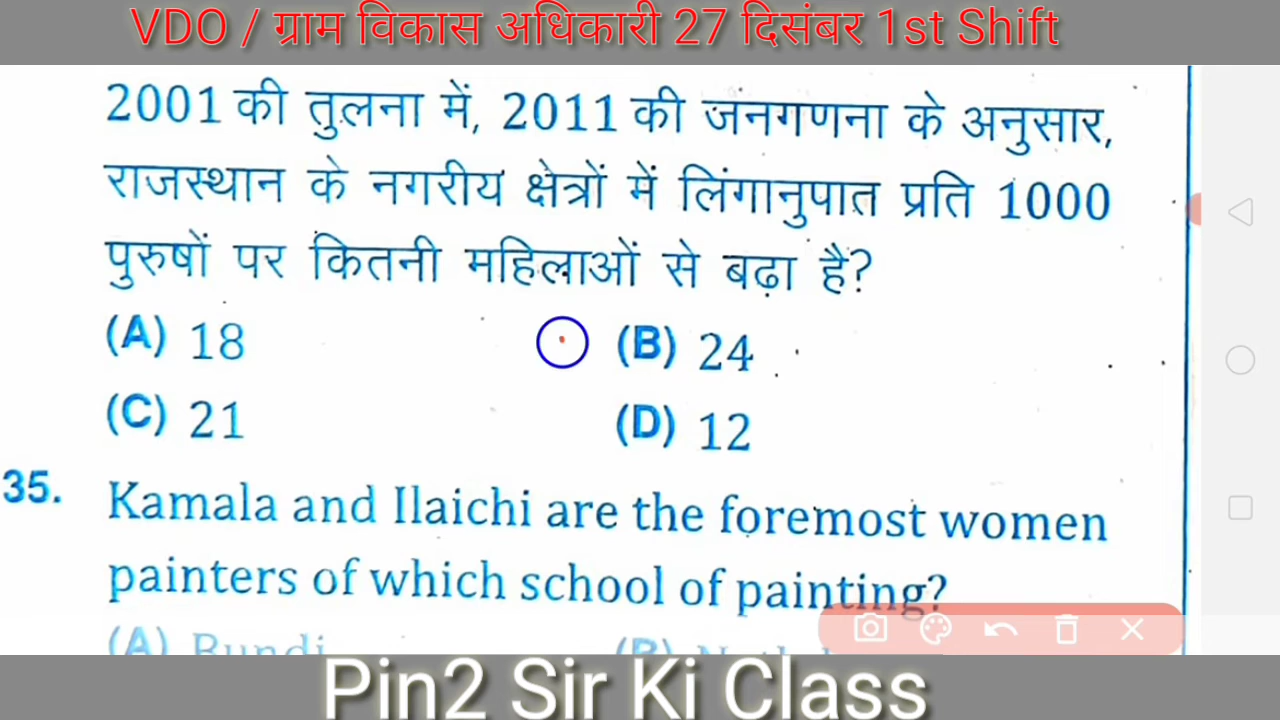 VDO / ग्राम विकास अधिकारी 27 दिसंबर 1st Shift
2001 की तुलना में, 2011 की जनगणना के अनुसार,
राजस्थान के नगरीय क्षेत्रों में लिंगानुपात प्रति 1000
पुरुषों पर कितनी महिलाओं से बढ़ा है?
(A) 18 (B) 24
(C) 21 (D) 12
35. Kamala and Ilaichi are the foremost women
painters of which school of painting?
(A) Bundi (B)
Pin2 Sir Ki Class